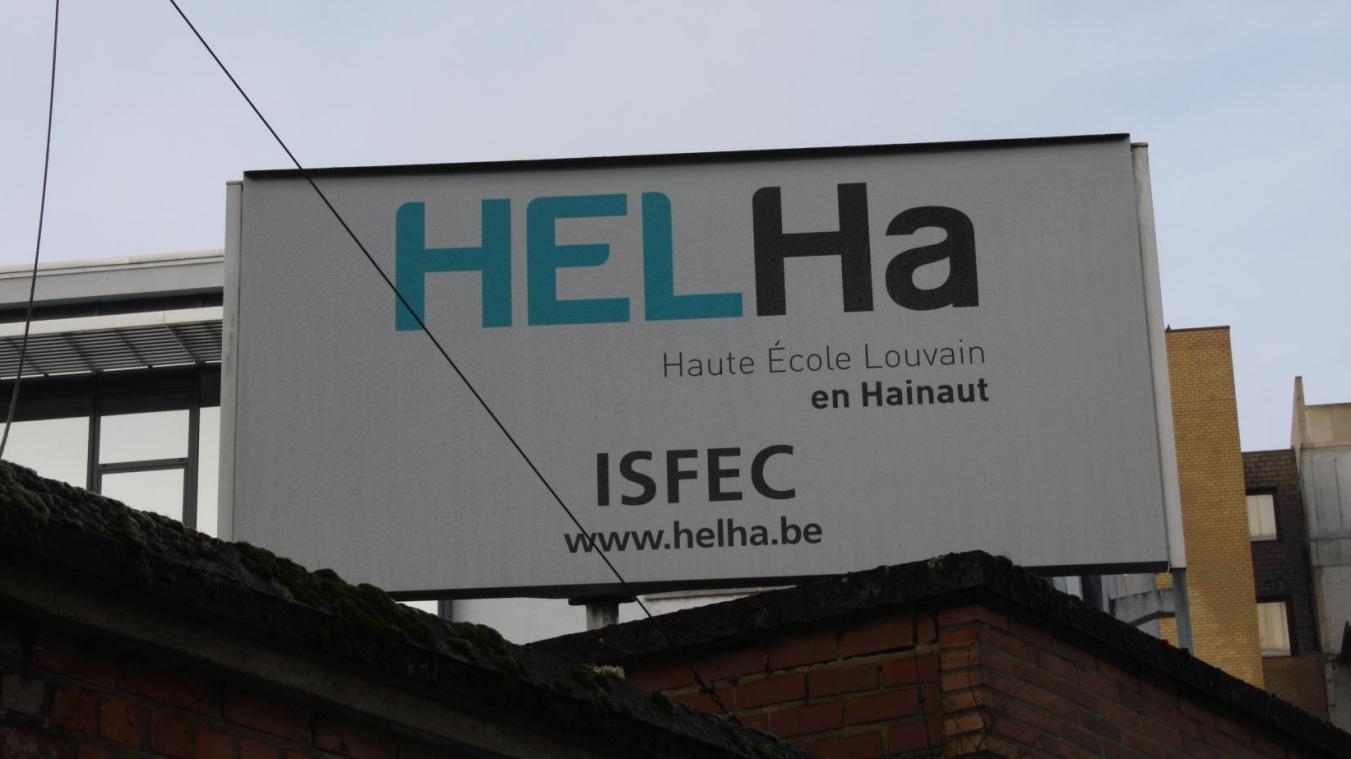 HELHa
Haute École Louvain
en Hainaut
ISFEC
www.helha.be